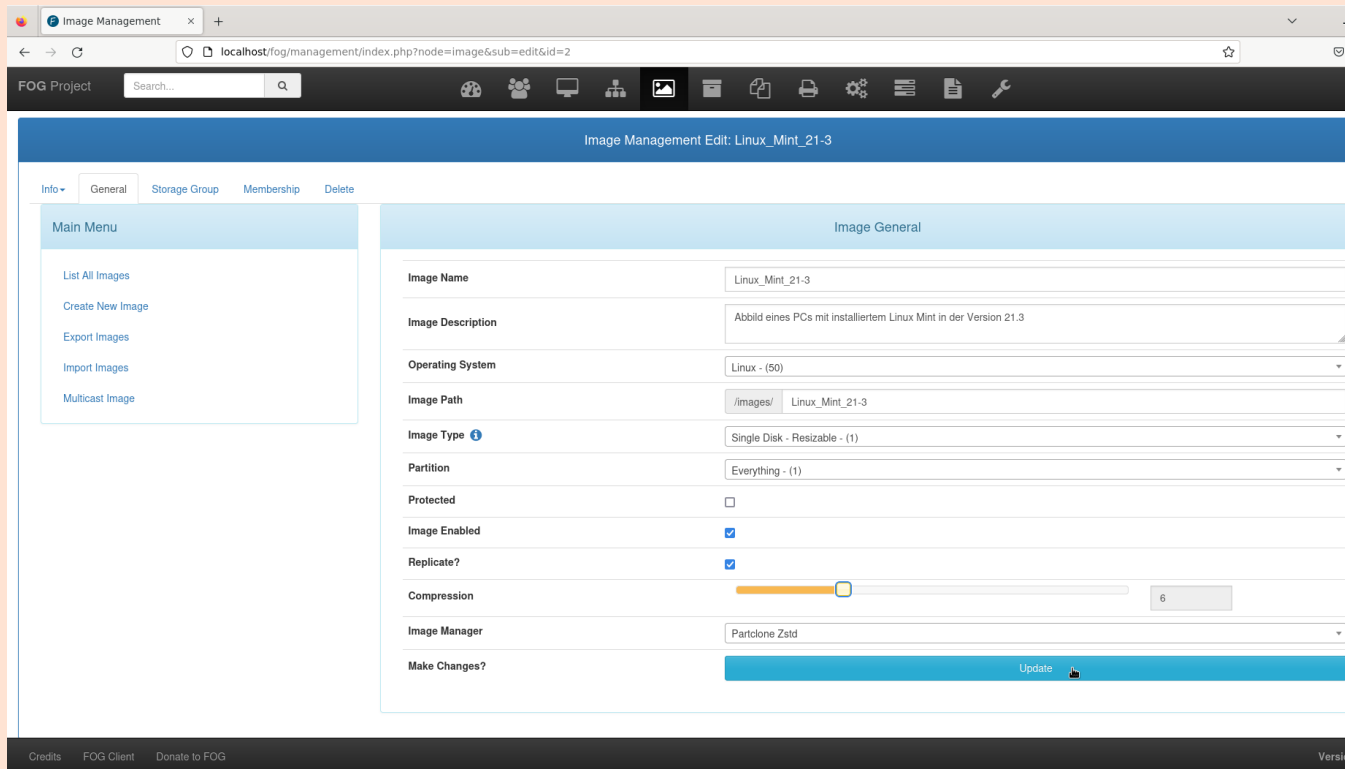 Image Management
localhost/fog/management/index.php?node=image&sub=edit&id=2
FOG Project
Search...
Image Management Edit: Linux_Mint_21-3
Info General Storage Group Membership Delete
Main Menu
List All Images
Create New Image
Export Images
Import Images
Multicast Image
Image General
Image Name Linux_Mint_21-3
Image Description Abbild eines PCs mit installiertem Linux Mint in der Version 21.3
Operating System Linux - (50)
Image Path /images/ Linux_Mint_21-3
Image Type Single Disk - Resizable - (1)
Partition Everything - (1)
Protected
Image Enabled
Replicate?
Compression 6
Image Manager Partclone Zstd
Make Changes? Update
Credits FOG Client Donate to FOG